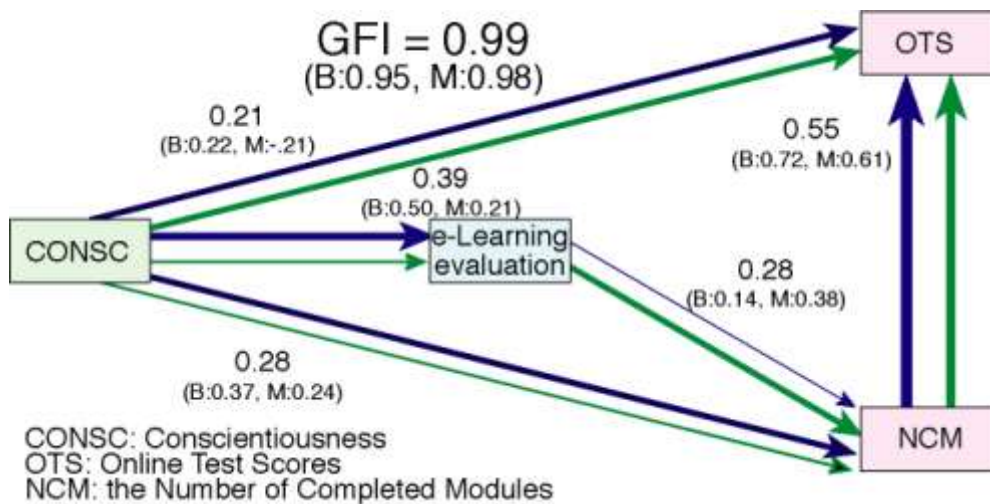 GFI = 0.99
(B:0.95, M:0.98)
OTS
0.21
(B:0.22, M:-.21)
0.55
(B:0.72, M:0.61)
0.39
(B:0.50, M:0.21)
CONSC
e-Learning
evaluation
0.28
(B:0.14, M:0.38)
0.28
(B:0.37, M:0.24)
NCM
CONSC: Conscientiousness
OTS: Online Test Scores
NCM: the Number of Completed Modules